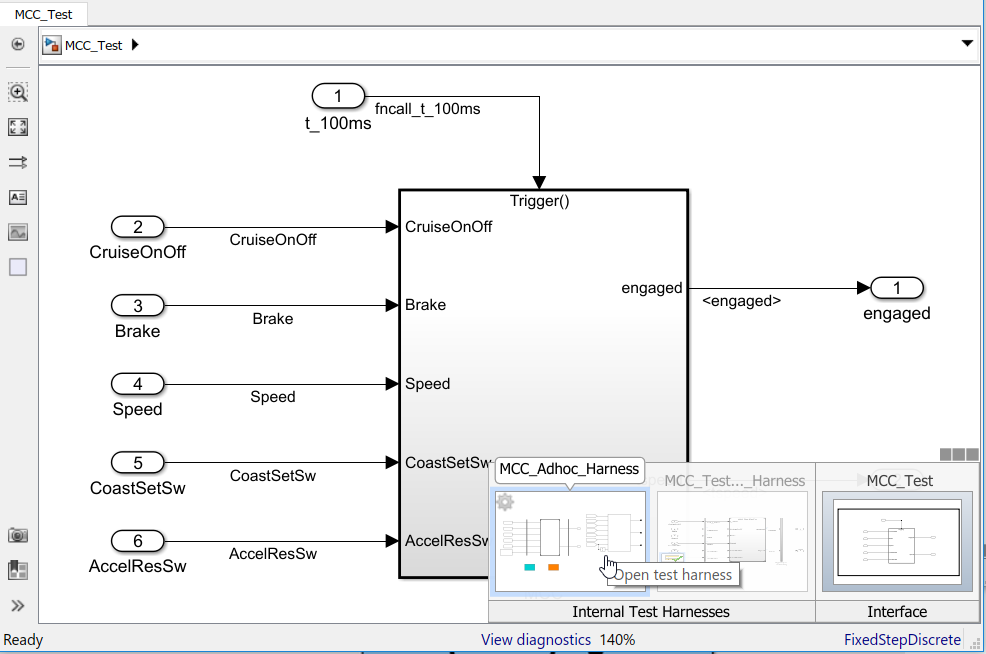 MCC_Test
MCC_Test
1
fncall_t_100ms
t_100ms
Trigger()
2
CruiseOnOff
CruiseOnOff
CruiseOnOff
engaged
1
<engaged>
engaged
3
Brake
Brake
Brake
4
Speed
Speed
Speed
5
CoastSetSw
CoastSetSw
CoastSetSw
MCC_Adhoc_Harness
MCC_Test..._Harness
MCC_Test
6
AccelResSw
AccelResSw
AccelResSw
Open test harness
Internal Test Harnesses
Interface
Ready
View diagnostics
140%
FixedStepDiscrete